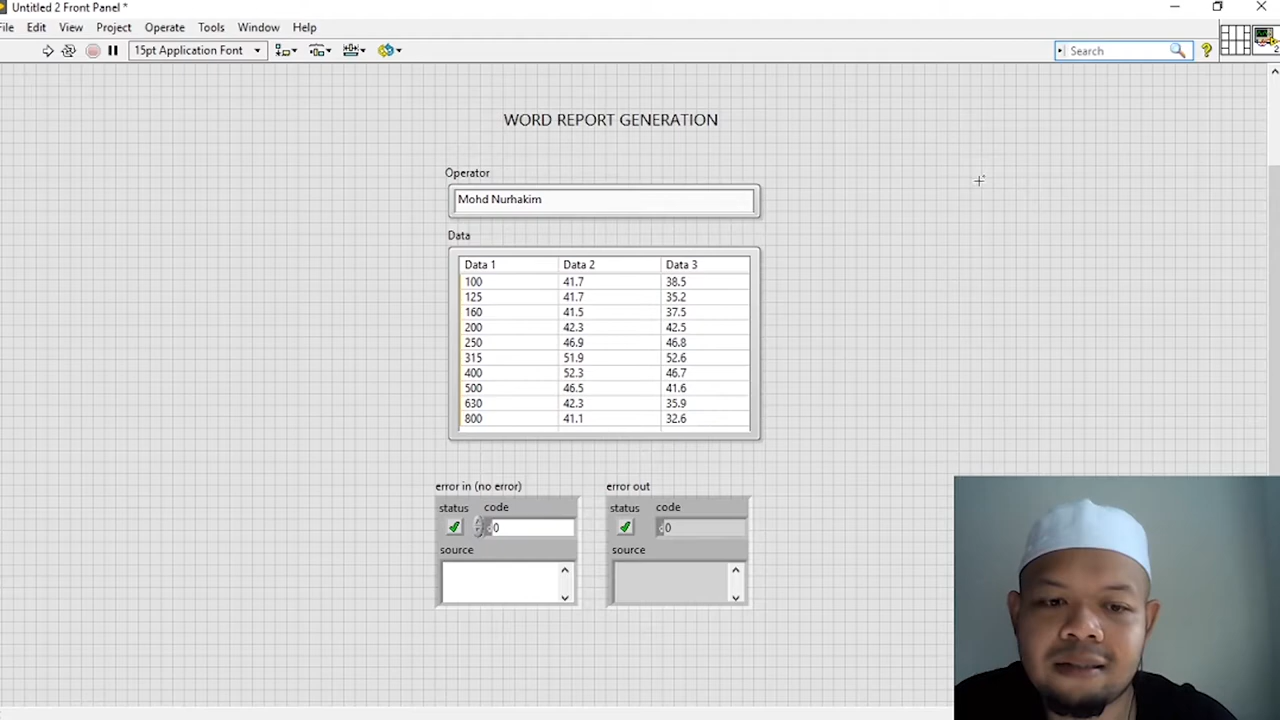 Untitled 2 Front Panel *
File Edit View Project Operate Tools Window Help
15pt Application Font
Search
?
2
WORD REPORT GENERATION
Operator
Mohd Nurhakim
Data
Data 1 Data 2 Data 3
100 41.7 38.5
125 41.7 35.2
160 41.5 37.5
200 42.3 42.5
250 46.9 46.8
315 51.9 52.6
400 52.3 46.7
500 46.5 41.6
630 42.3 35.9
800 41.1 32.6
error in (no error) error out
status code status code
0 0
source source